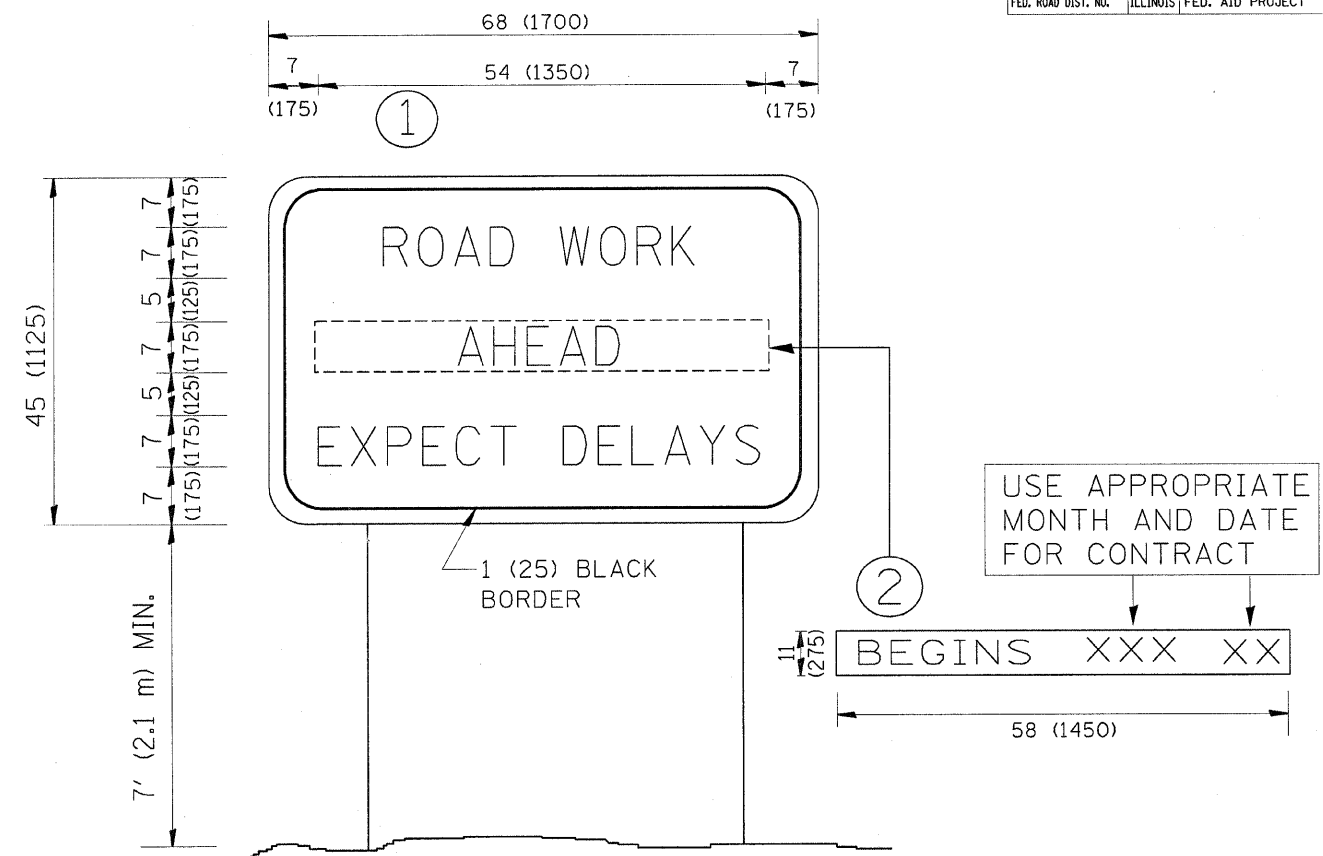 FED. ROAD DIST. NO. ILLINOIS FED. AID PROJECT
68 (1700)
7 54 (1350) 7
(175) (175)
1
ROAD WORK
AHEAD
EXPECT DELAYS
45 (1125)
7 (175)
7 (175)
5 (125)
7 (175)
5 (125)
7 (175)
7 (175)
7' (2.1 m) MIN.
1 (25) BLACK
BORDER
2
USE APPROPRIATE
MONTH AND DATE
FOR CONTRACT
11
(275)
BEGINS XXX XX
58 (1450)